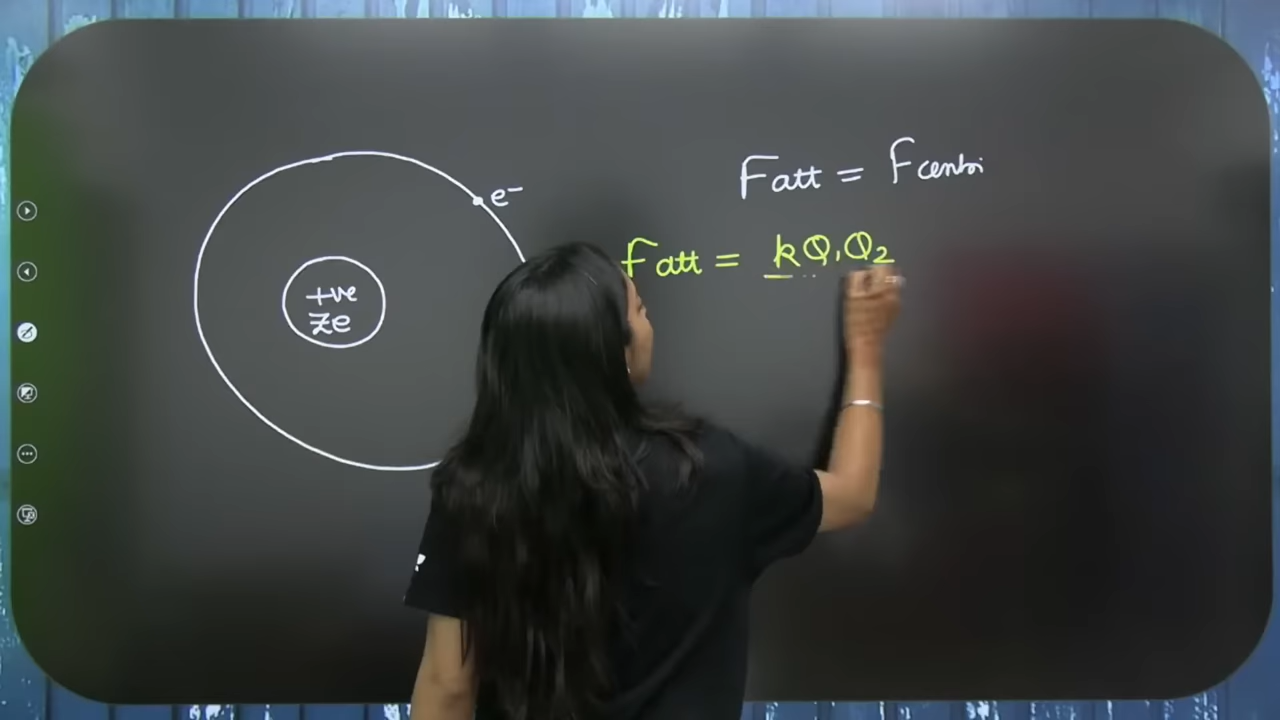 e⁻
+ve
ze
Fatt = Fcentri
Fatt = kQ₁Q₂